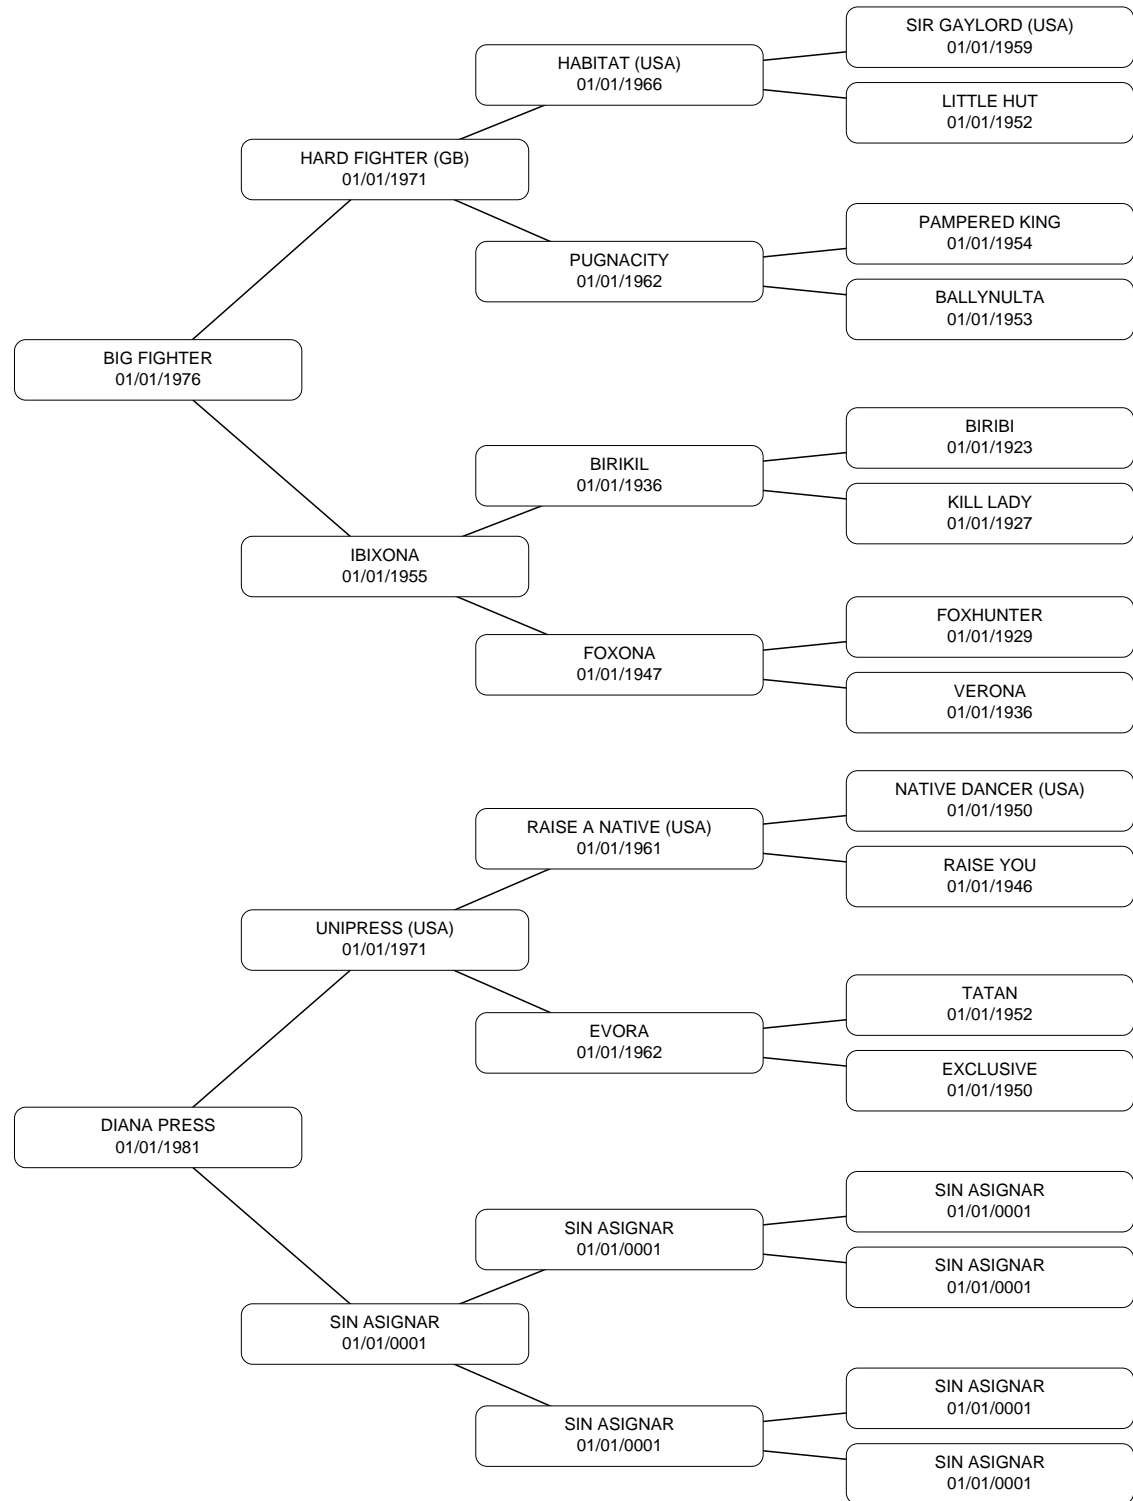 SIR GAYLORD (USA)
01/01/1959
HABITAT (USA)
01/01/1966
LITTLE HUT
01/01/1952
HARD FIGHTER (GB)
01/01/1971
PAMPERED KING
01/01/1954
PUGNACITY
01/01/1962
BALLYNULTA
01/01/1953
BIG FIGHTER
01/01/1976
BIRIBI
01/01/1923
BIRIKIL
01/01/1936
KILL LADY
01/01/1927
IBIXONA
01/01/1955
FOXHUNTER
01/01/1929
FOXONA
01/01/1947
VERONA
01/01/1936
NATIVE DANCER (USA)
01/01/1950
RAISE A NATIVE (USA)
01/01/1961
RAISE YOU
01/01/1946
UNIPRESS (USA)
01/01/1971
TATAN
01/01/1952
EVORA
01/01/1962
EXCLUSIVE
01/01/1950
DIANA PRESS
01/01/1981
SIN ASIGNAR
01/01/0001
SIN ASIGNAR
01/01/0001
SIN ASIGNAR
01/01/0001
SIN ASIGNAR
01/01/0001
SIN ASIGNAR
01/01/0001
SIN ASIGNAR
01/01/0001
SIN ASIGNAR
01/01/0001